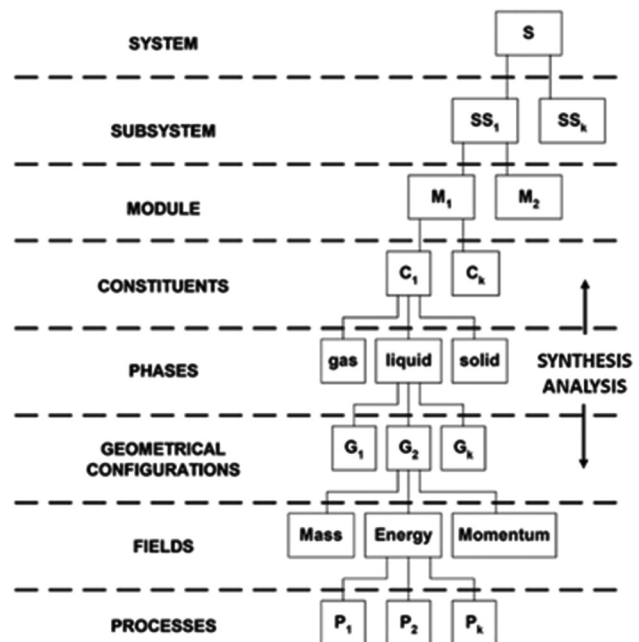 SYSTEM
S
SUBSYSTEM
SS1
SSk
MODULE
M1
M2
CONSTITUENTS
C1
Ck
PHASES
gas
liquid
solid
SYNTHESIS
ANALYSIS
GEOMETRICAL
CONFIGURATIONS
G1
G2
Gk
FIELDS
Mass
Energy
Momentum
PROCESSES
P1
P2
Pk